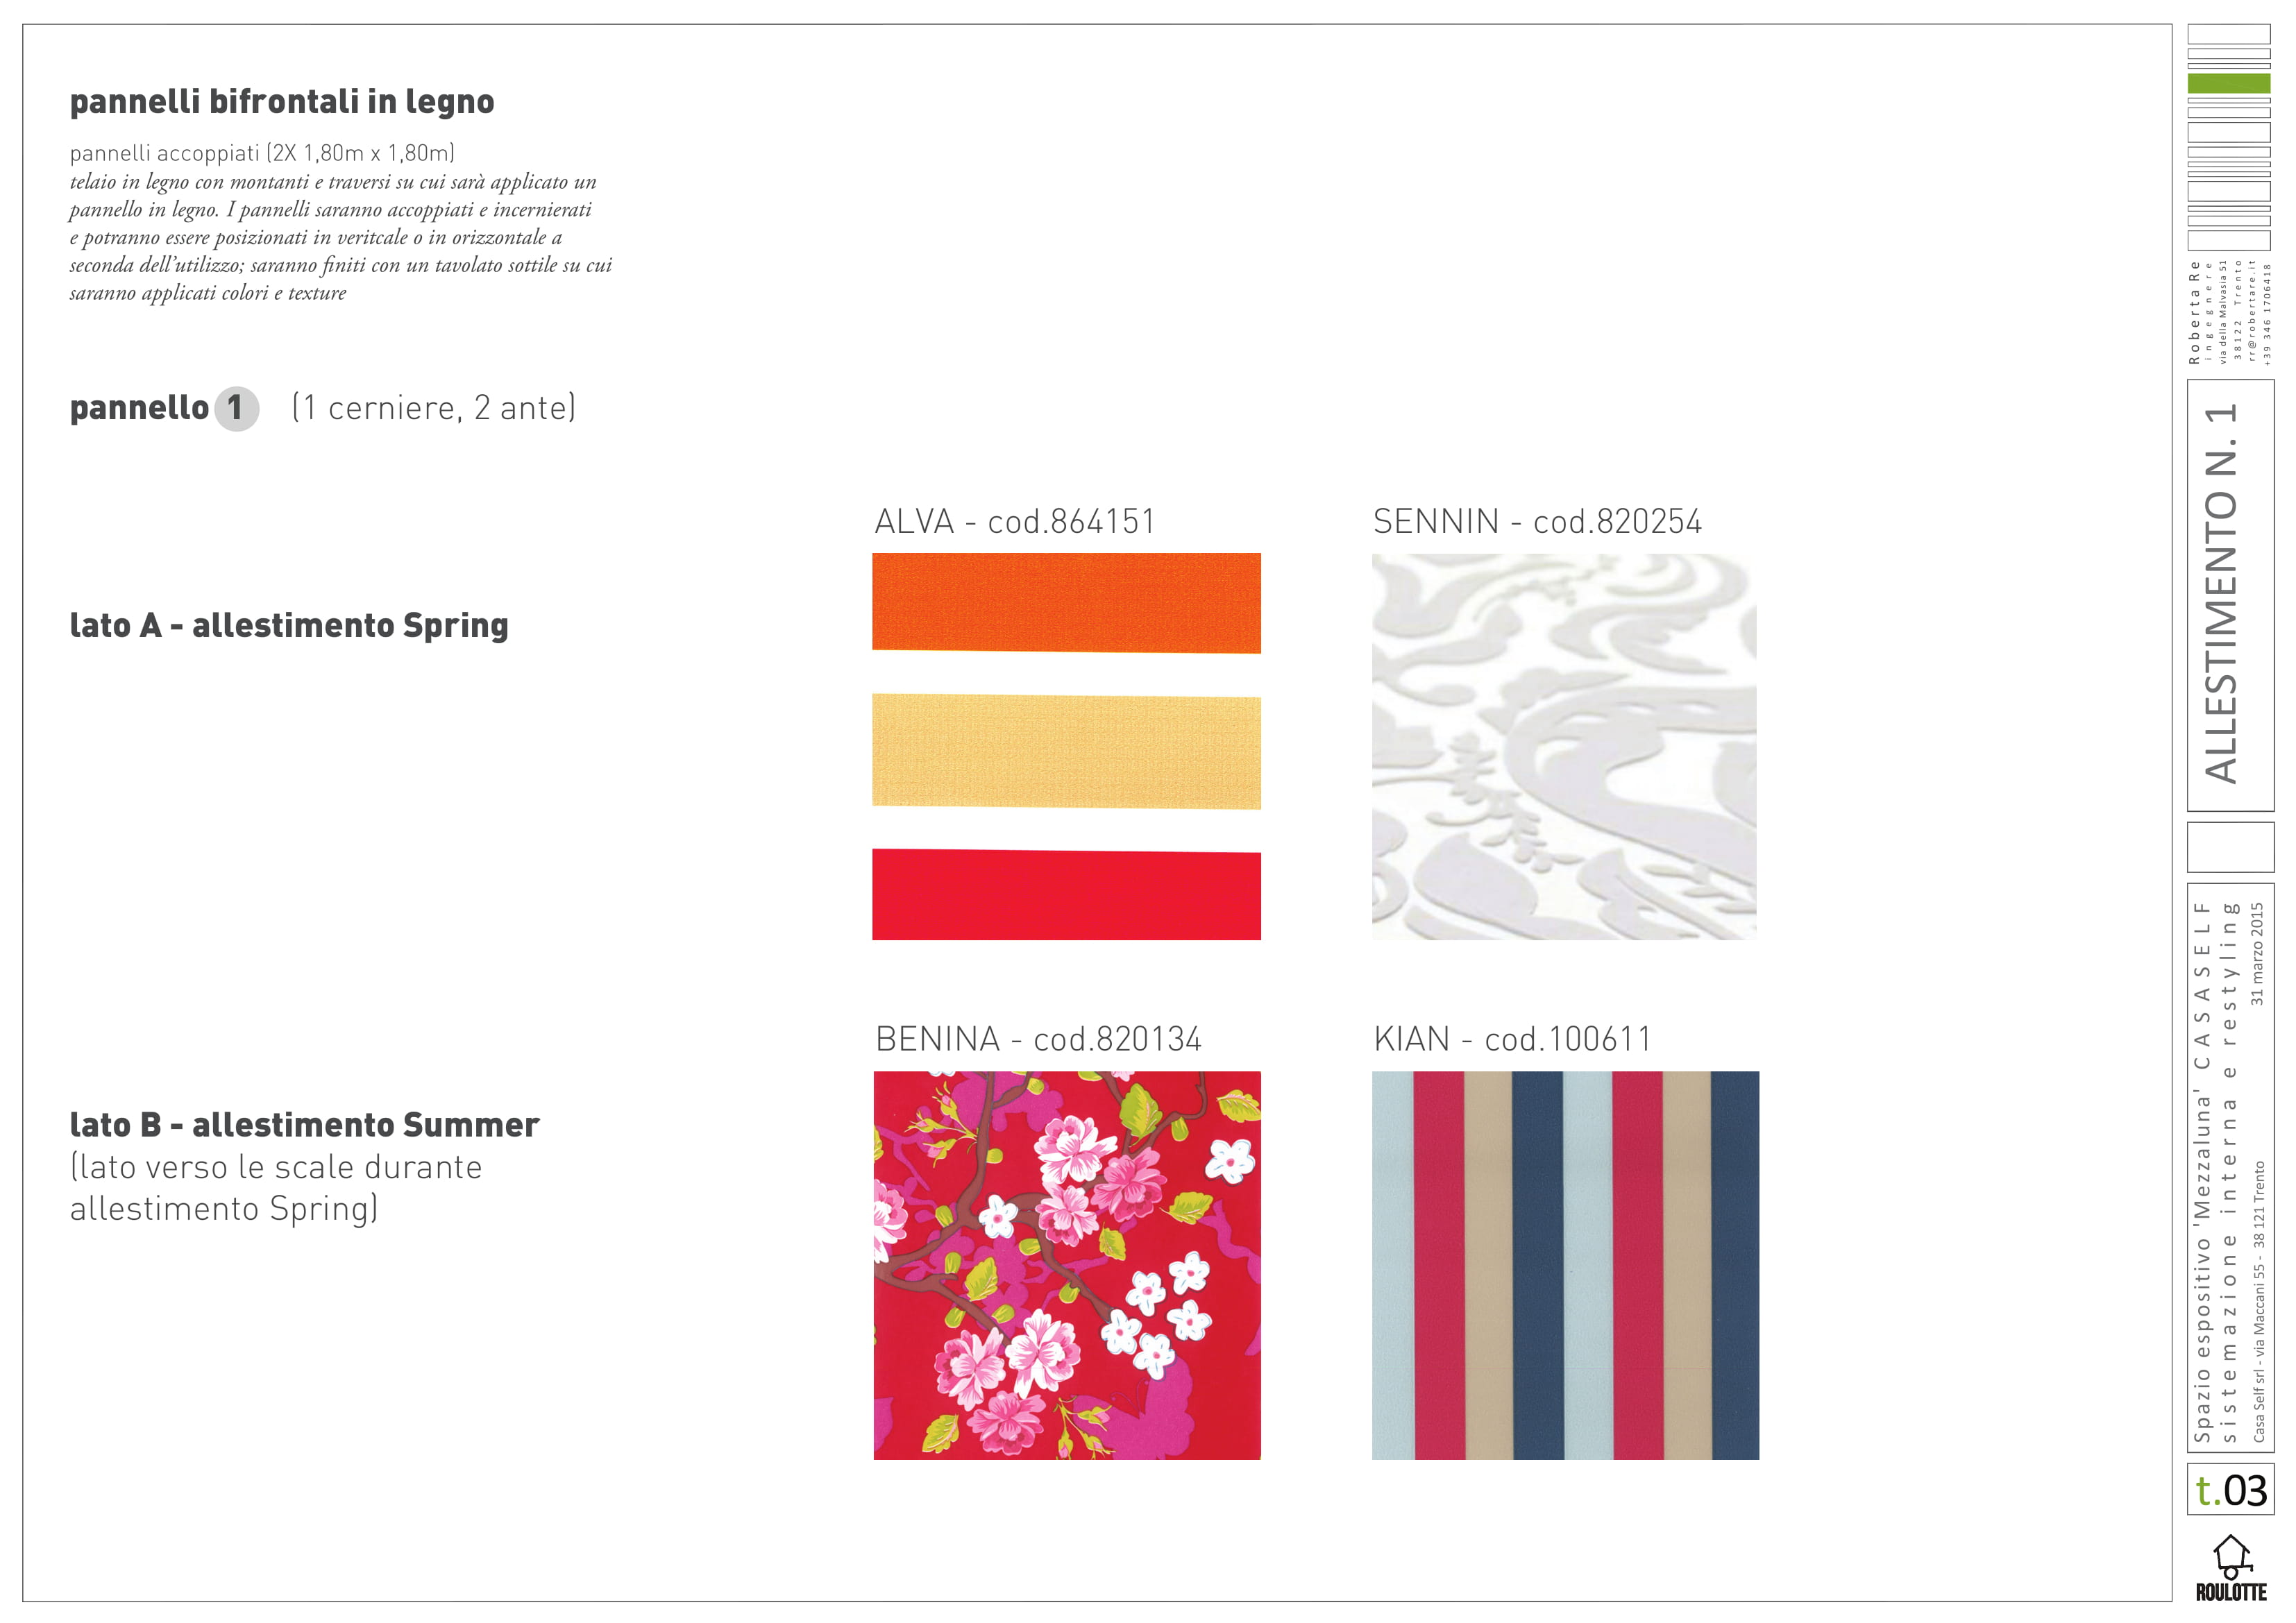 pannelli bifrontali in legno
pannelli accoppiati (2X 1,80m x 1,80m)
telaio in legno con montanti e traversi su cui sarà applicato un
pannello in legno. I pannelli saranno accoppiati e incernierati
e potranno essere posizionati in veritcale o in orizzontale a
seconda dell'utilizzo; saranno finiti con un tavolato sottile su cui
saranno applicati colori e texture
pannello 1 (1 cerniere, 2 ante)
ALVA - cod.864151
SENNIN - cod.820254
lato A - allestimento Spring
BENINA - cod.820134
KIAN - cod.100611
lato B - allestimento Summer
(lato verso le scale durante
allestimento Spring)
Roberta Re
ingegnere
via della Malvasia 51
38122 Trento
rr@robertare.it
+39 346 1706418
ALLESTIMENTO N. 1
Spazio espositivo 'Mezzaluna' CASASELF
sistemazione interna e restyling
Casa Self srl - via Maccani 55 - 38 121 Trento
31 marzo 2015
t.03
ROULOTTE